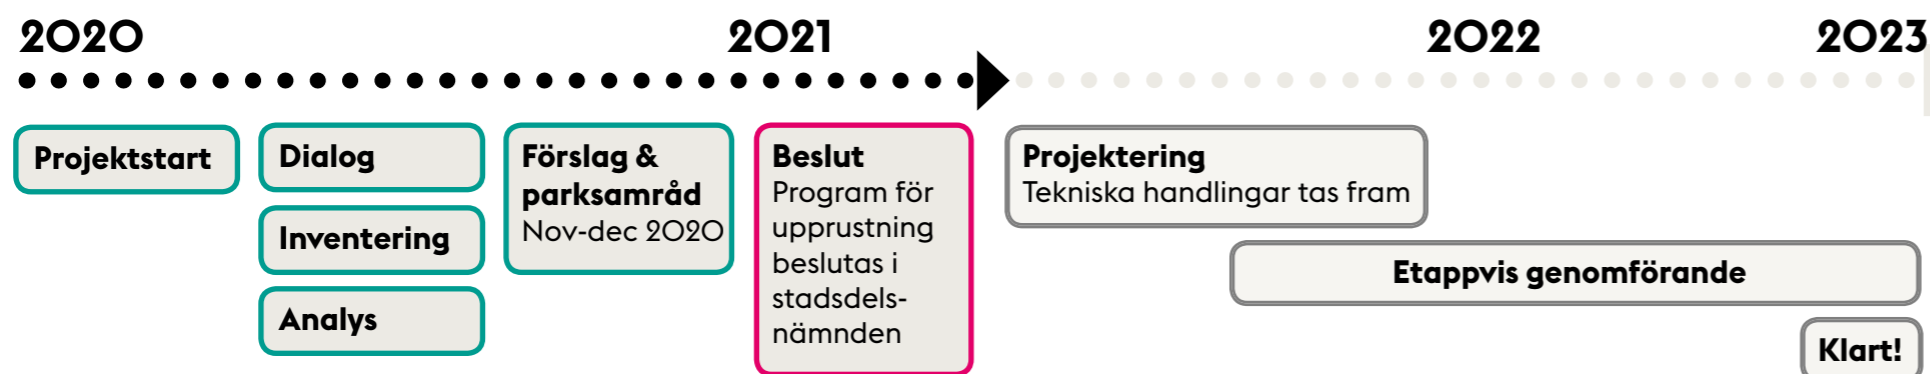 2020
2021
2022
2023
Projektstart
Dialog
Inventering
Analys
Förslag &
parksamråd
Nov-dec 2020
Beslut
Program för
upprustning
beslutas i
stadsdels-
nämnden
Projektering
Tekniska handlingar tas fram
Etappvis genomförande
Klart!